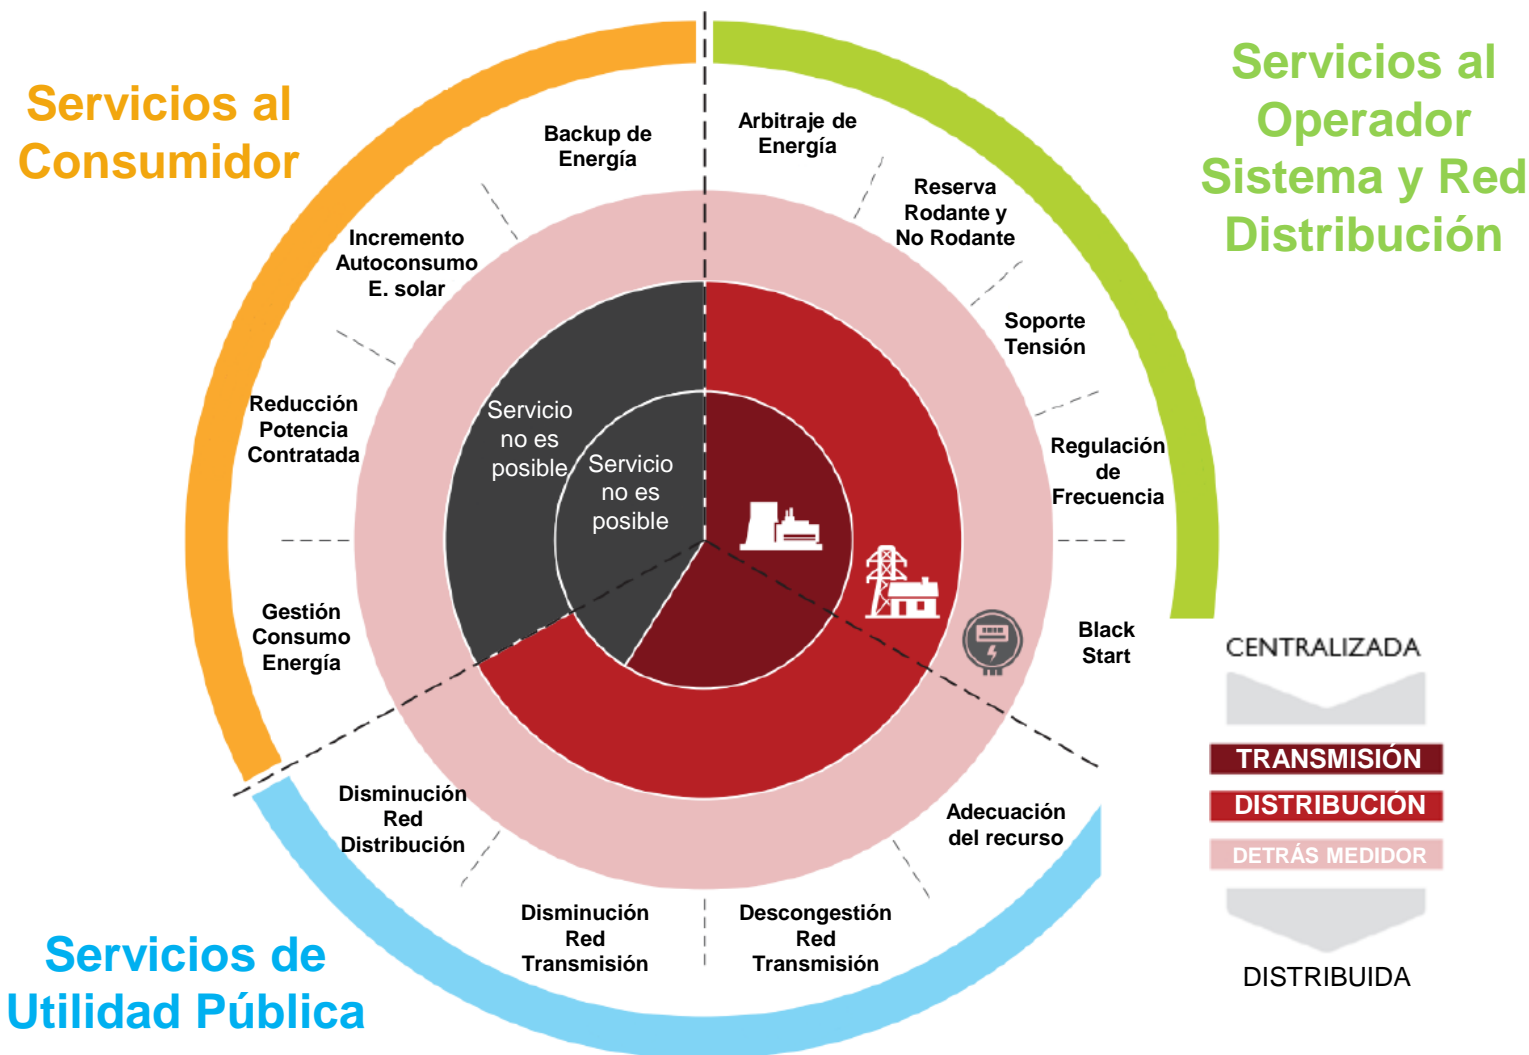 Servicios al
Consumidor
Servicios al
Operador
Sistema y Red
Distribución
Backup de
Energía
Arbitraje de
Energía
Reserva
Rodante y
No Rodante
Incremento
Autoconsumo
E. solar
Soporte
Tensión
Reducción
Potencia
Contratada
Servicio
no es
posible
Servicio
no es
posible
Regulación
de
Frecuencia
Gestión
Consumo
Energía
Black
Start
Disminución
Red
Distribución
Adecuación
del recurso
Disminución
Red
Transmisión
Descongestión
Red
Transmisión
Servicios de
Utilidad Pública
CENTRALIZADA
TRANSMISIÓN
DISTRIBUCIÓN
DETRÁS MEDIDOR
DISTRIBUIDA